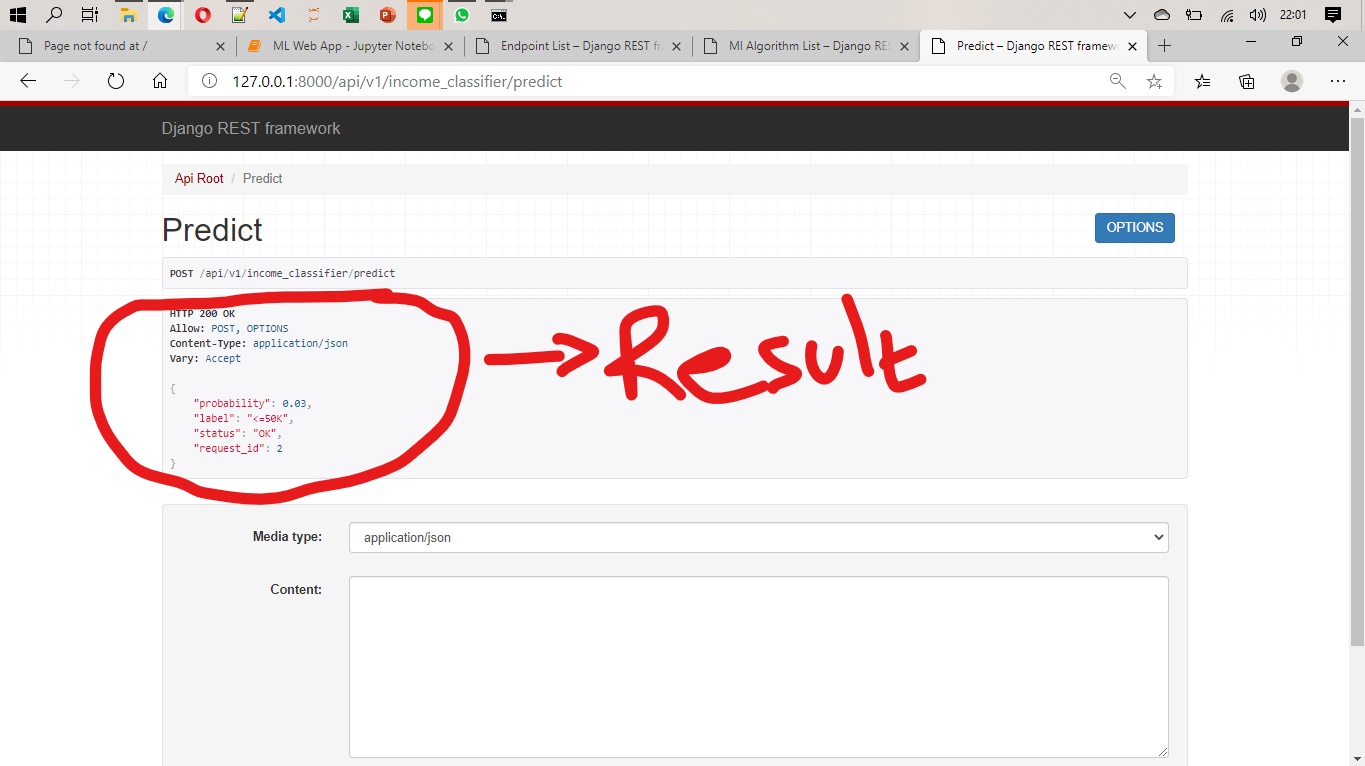 22:01
Page not found at /
ML Web App - Jupyter Notebo
Endpoint List – Django REST fr
Ml Algorithm List – Django RES
Predict – Django REST framew
127.0.0.1:8000/api/v1/income_classifier/predict
Django REST framework
Api Root / Predict
Predict
OPTIONS
POST /api/v1/income_classifier/predict
HTTP 200 OK
Allow: POST, OPTIONS
Content-Type: application/json
Vary: Accept
{
"probability": 0.03,
"label": "<=50K",
"status": "OK",
"request_id": 2
}
→ Result
Media type:
application/json
Content: